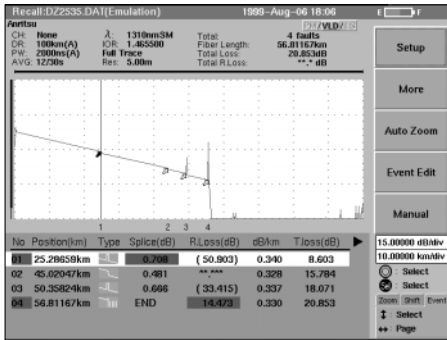 Recall:DZ2535.DAT(Emulation) 1999-Aug-06 18:06
Anritsu
/VLD/
CH: None λ: 1310nmSM Total: 4 faults
DR: 100km(A) IOR: 1.465500 Fiber Length: 56.81167km
PW: 2000ns(A) Full Trace Total Loss: 20.853dB
AVG: 12/30s Res: 5.00m Total R.Loss: **.* dB
1 2 3 4
No Position(km) Type Splice(dB) R.Loss(dB) dB/km T.loss(dB)
01 25.28659km 0.708 ( 50.903) 0.340 8.603
02 45.02047km 0.481 **.*** 0.328 15.784
03 50.35824km 0.666 ( 33.415) 0.337 18.071
04 56.81167km END 14.473 0.330 20.853
E F
Setup
More
Auto Zoom
Event Edit
Manual
15.00000 dB/div
10.00000 km/div
: Select
: Select
Zoom Shift Event
: Select
: Page